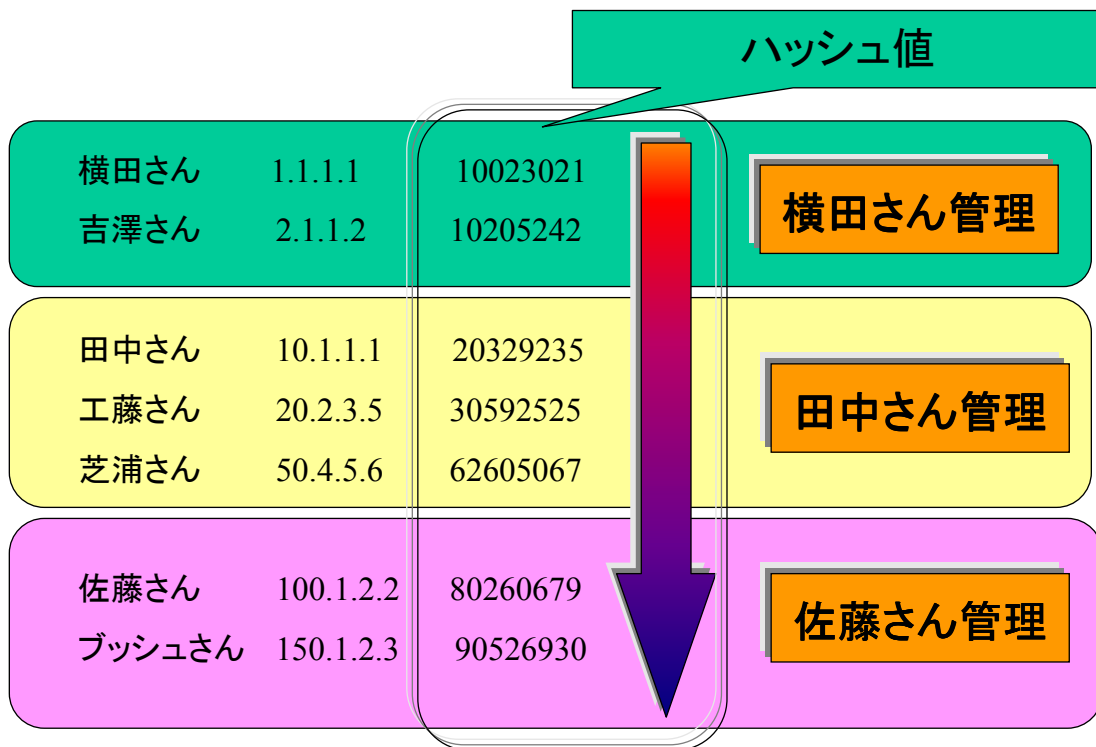 ハッシュ値
横田さん 1.1.1.1 10023021
吉澤さん 2.1.1.2 10205242
横田さん管理
田中さん 10.1.1.1 20329235
工藤さん 20.2.3.5 30592525
芝浦さん 50.4.5.6 62605067
田中さん管理
佐藤さん 100.1.2.2 80260679
ブッシュさん 150.1.2.3 90526930
佐藤さん管理